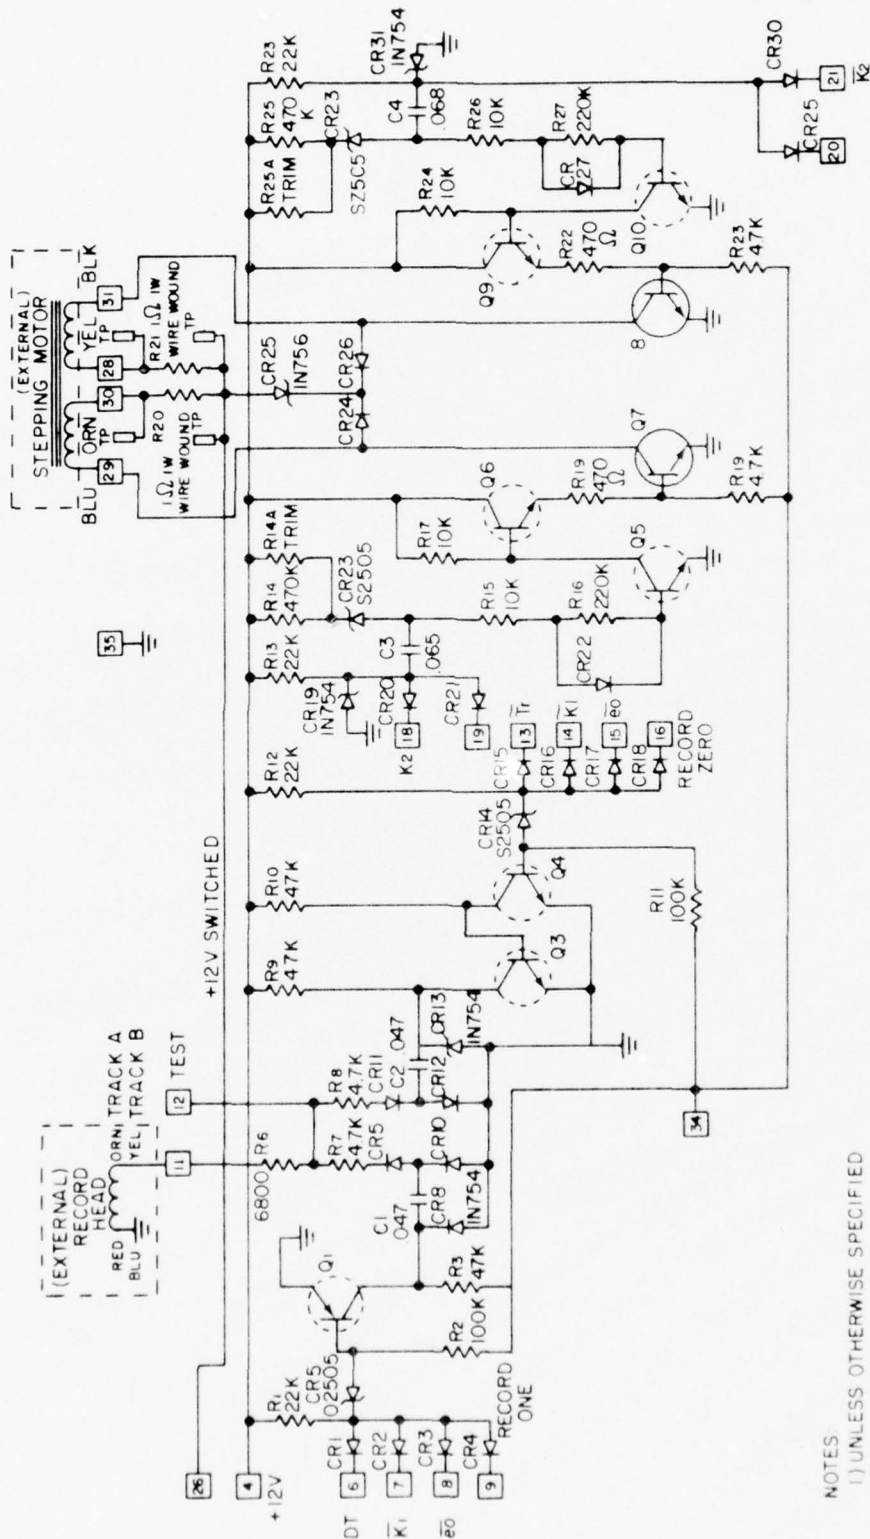 (EXTERNAL)
STEPPING MOTOR
BLU
ORN
YEL
BLK
29
30
28
31
TP
TP
TP
TP
R20
1Ω 1W
WIRE WOUND
R21 1Ω 1W
WIRE WOUND
35
(EXTERNAL)
RECORD
HEAD
RED
BLU
ORN
YEL
TRACK A
TRACK B
11
12
TEST
+12V SWITCHED
26
4
+12V
R1
22K
CR5
02505
CR1
6
DT
CR2
7
K1
CR3
8
e0
CR4
9
RECORD
ONE
Q1
R2
100K
R3
47K
C1
.047
CR8
1N754
R6
6800
R7
4.7K
CR5
CR10
R8
4.7K
CR11
C2
.047
CR12
CR13
1N754
R9
47K
R10
47K
Q3
Q4
R11
100K
34
CR14
S2505
R12
22K
CR15
13
Tr
CR16
14
K1
CR17
15
e0
CR18
16
RECORD
ZERO
R13
22K
CR19
1N754
CR20
18
K2
CR21
19
C3
.065
R14
470K
R14A
TRIM
CR23
S2505
R15
10K
R16
220K
CR22
Q5
R17
10K
Q6
R19
470
Ω
Q7
R19
4.7K
CR24
CR26
CR25
1N756
8
Q9
R22
470
Ω
R23
47K
R24
10K
Q10
R25A
TRIM
R25
470
K
CR23
SZ5C5
R23
22K
CR31
1N754
C4
.068
R26
10K
R27
220K
CR
27
CR25
20
CR30
21
K2
NOTES:
1) UNLESS OTHERWISE SPECIFIED